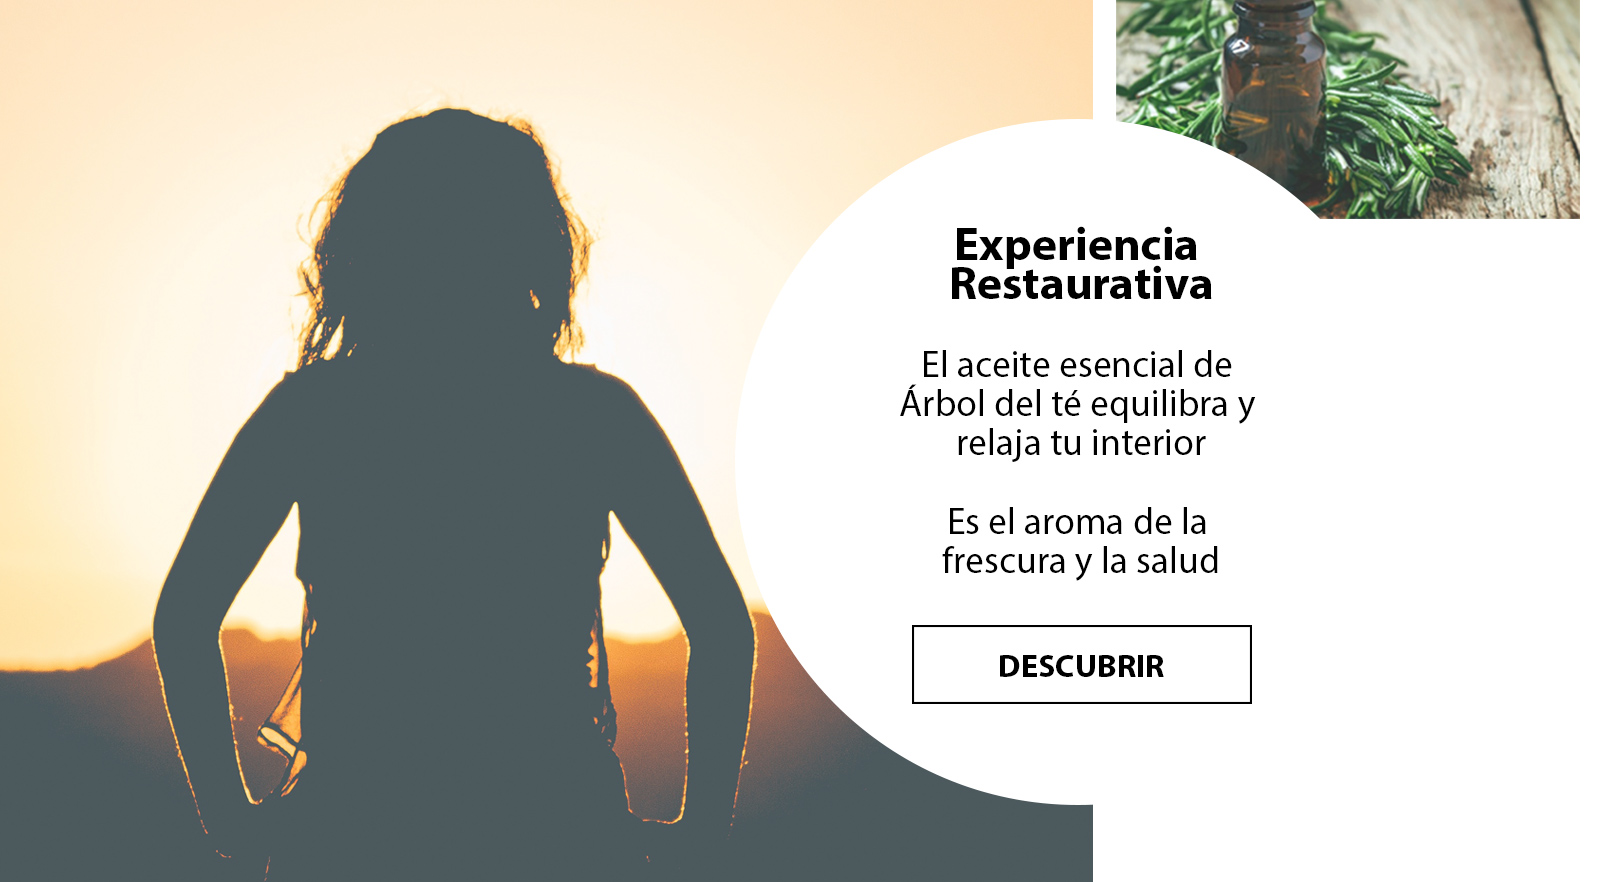 Experiencia
Restaurativa
El aceite esencial de
Árbol del té equilibra y
relaja tu interior
Es el aroma de la
frescura y la salud
DESCUBRIR